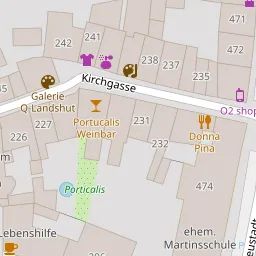 471
242
241
238
472
237
235
Kirchgasse
Galerie
Q Landshut
O2 shop
Portucalis
Weinbar
231
Donna
Pina
232
474
Porticalis
Lebenshilfe
ehem.
Martinsschule
Neustadt